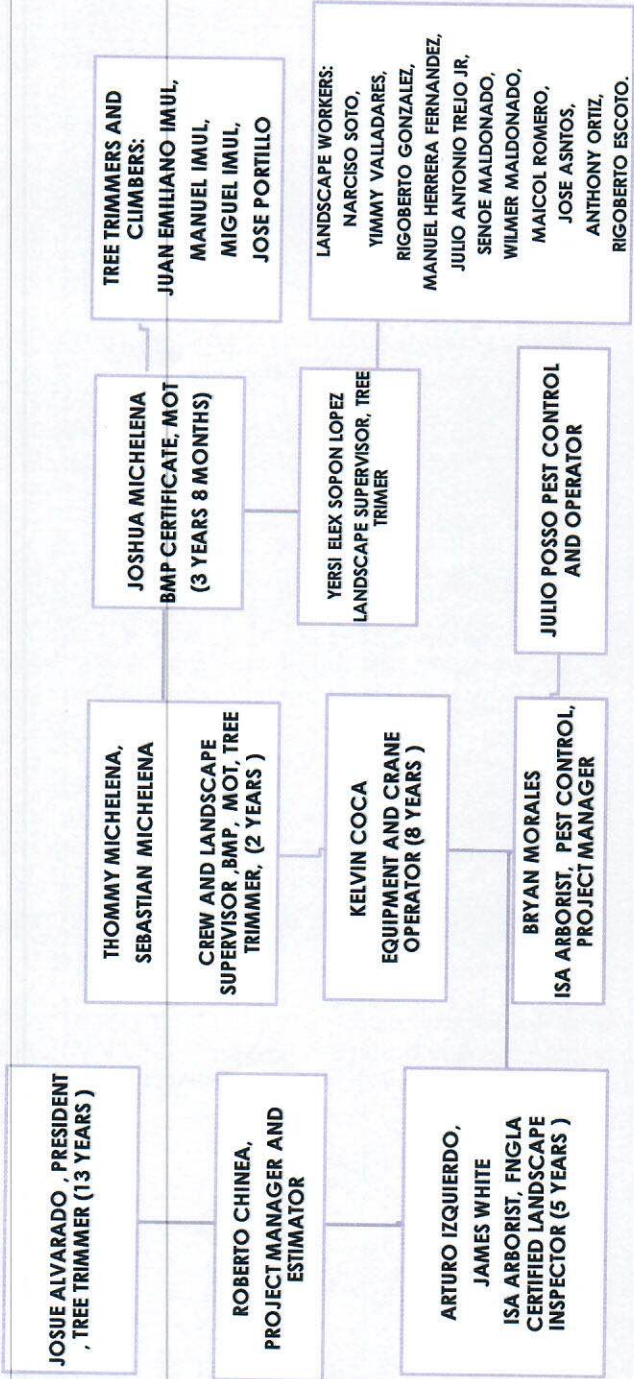 JOSUE ALVARADO , PRESIDENT
, TREE TRIMMER (13 YEARS )
ROBERTO CHINEA,
PROJECT MANAGER AND
ESTIMATOR
ARTURO IZQUIERDO,
JAMES WHITE
ISA ARBORIST, FNGLA
CERTIFIED LANDSCAPE
INSPECTOR (5 YEARS )
THOMMY MICHELENA,
SEBASTIAN MICHELENA
CREW AND LANDSCAPE
SUPERVISOR ,BMP, MOT, TREE
TRIMMER, (2 YEARS )
KELVIN COCA
EQUIPMENT AND CRANE
OPERATOR (8 YEARS )
BRYAN MORALES
ISA ARBORIST, PEST CONTROL,
PROJECT MANAGER
JOSHUA MICHELENA
BMP CERTIFICATE, MOT
(3 YEARS 8 MONTHS)
YERSI ELEX SOPON LOPEZ
LANDSCAPE SUPERVISOR, TREE
TRIMER
JULIO POSSO PEST CONTROL
AND OPERATOR
TREE TRIMMERS AND
CLIMBERS:
JUAN EMILIANO IMUL,
MANUEL IMUL,
MIGUEL IMUL,
JOSE PORTILLO
LANDSCAPE WORKERS:
NARCISO SOTO,
YIMMY VALLADARES,
RIGOBERTO GONZALEZ,
MANUEL HERRERA FERNANDEZ,
JULIO ANTONIO TREJO JR,
SENOE MALDONADO,
WILMER MALDONADO,
MAICOL ROMERO,
JOSE ASNTOS,
ANTHONY ORTIZ,
RIGOBERTO ESCOTO.